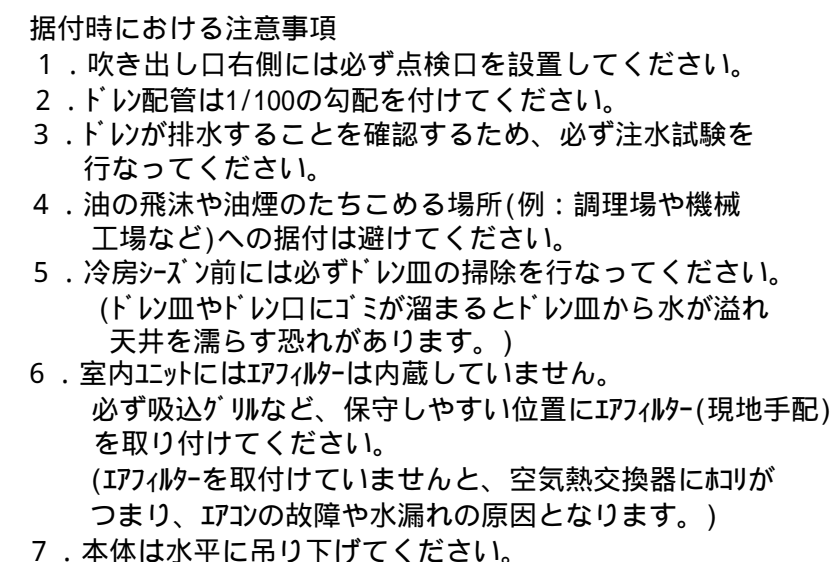 据付時における注意事項
1．吹き出し口右側には必ず点検口を設置してください。
2．ﾄﾞﾚﾝ配管は1/100の勾配を付けてください。
3．ﾄﾞﾚﾝが排水することを確認するため、必ず注水試験を
行なってください。
4．油の飛沫や油煙のたちこめる場所(例：調理場や機械
工場など)への据付は避けてください。
5．冷房ｼｰｽﾞﾝ前には必ずﾄﾞﾚﾝ皿の掃除を行なってください。
(ﾄﾞﾚﾝ皿やﾄﾞﾚﾝ口にｺﾞﾐが溜まるとﾄﾞﾚﾝ皿から水が溢れ
天井を濡らす恐れがあります。)
6．室内ﾕﾆｯﾄにはｴｱﾌｨﾙﾀｰは内蔵していません。
必ず吸込ｸﾞﾘﾙなど、保守しやすい位置にｴｱﾌｨﾙﾀｰ(現地手配)
を取り付けてください。
(ｴｱﾌｨﾙﾀｰを取付けていませんと、空気熱交換器にﾎｺﾘが
つまり、ｴｱｺﾝの故障や水漏れの原因となります。)
7．本体は水平に吊り下げてください。